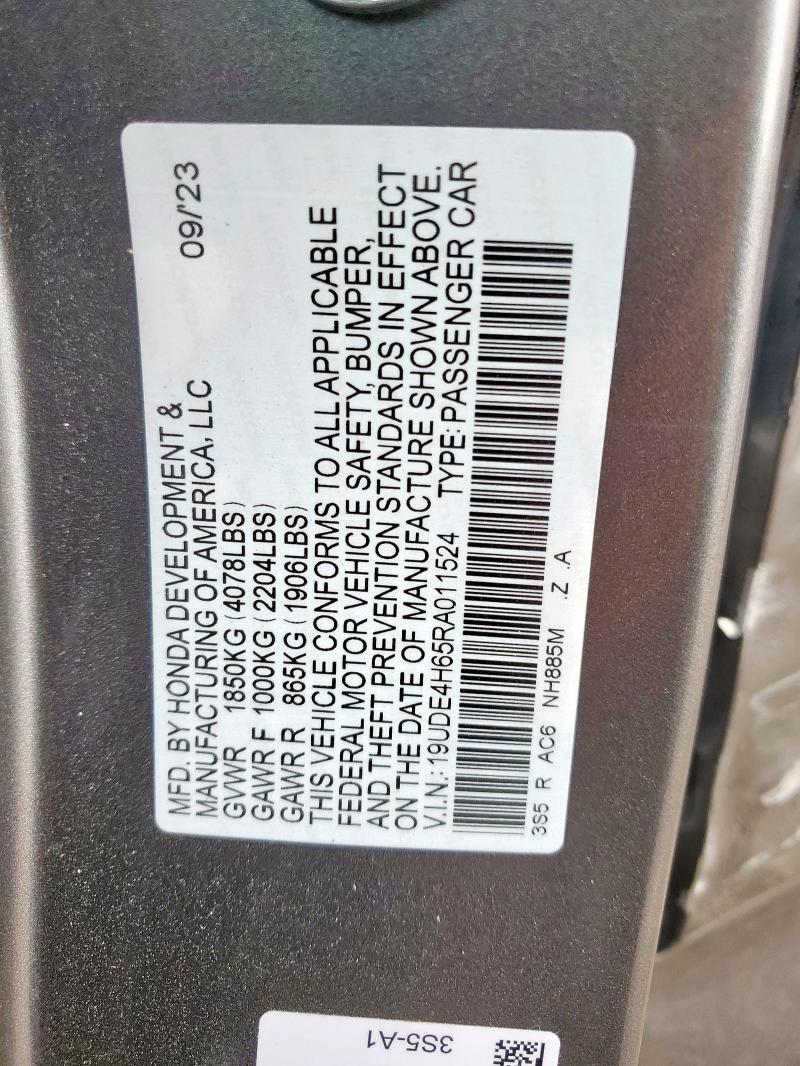 MFD. BY HONDA DEVELOPMENT &
MANUFACTURING OF AMERICA, LLC 09/'23
GVWR 1850KG (4078LBS)
GAWR F 1000KG (2204LBS)
GAWR R 865KG (1906LBS)
THIS VEHICLE CONFORMS TO ALL APPLICABLE
FEDERAL MOTOR VEHICLE SAFETY, BUMPER,
AND THEFT PREVENTION STANDARDS IN EFFECT
ON THE DATE OF MANUFACTURE SHOWN ABOVE.
V.I.N.: 19UDE4H65RA011524 TYPE: PASSENGER CAR
3S5 R AC6 NH885M .Z .A
3S5-A1